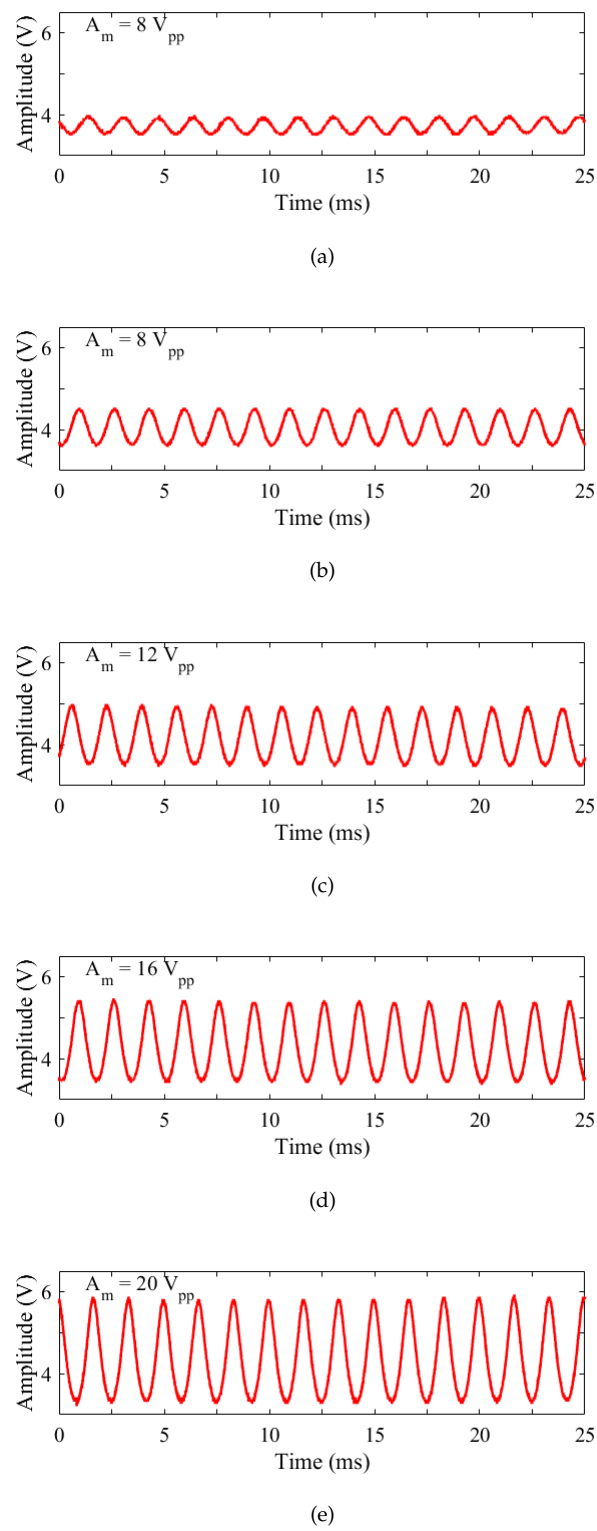 A_m = 8 V_pp
Amplitude (V)
6
4
0 5 10 15 20 25
Time (ms)
(a)
A_m = 8 V_pp
Amplitude (V)
6
4
0 5 10 15 20 25
Time (ms)
(b)
A_m = 12 V_pp
Amplitude (V)
6
4
0 5 10 15 20 25
Time (ms)
(c)
A_m = 16 V_pp
Amplitude (V)
6
4
0 5 10 15 20 25
Time (ms)
(d)
A_m = 20 V_pp
Amplitude (V)
6
4
0 5 10 15 20 25
Time (ms)
(e)